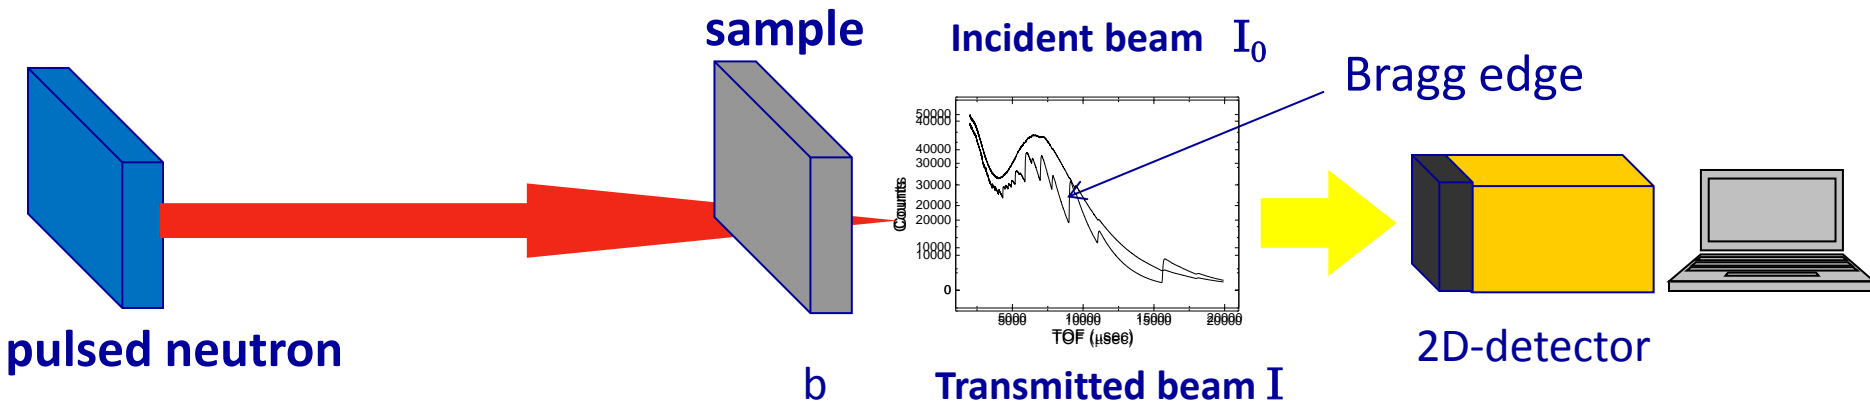 sample
Incident beam I0
Bragg edge
50000
40000
40000
30000
30000
20000
20000
10000
10000
0
Counts
5000 10000 15000 20000
TOF (μsec)
pulsed neutron
2D-detector
b
Transmitted beam I